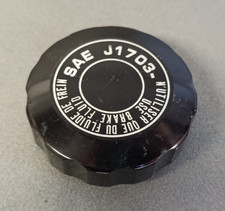 SAE J1703-
N'UTILISER QUE DU FLUIDE DE FREIN
USE BRAKE FLUID